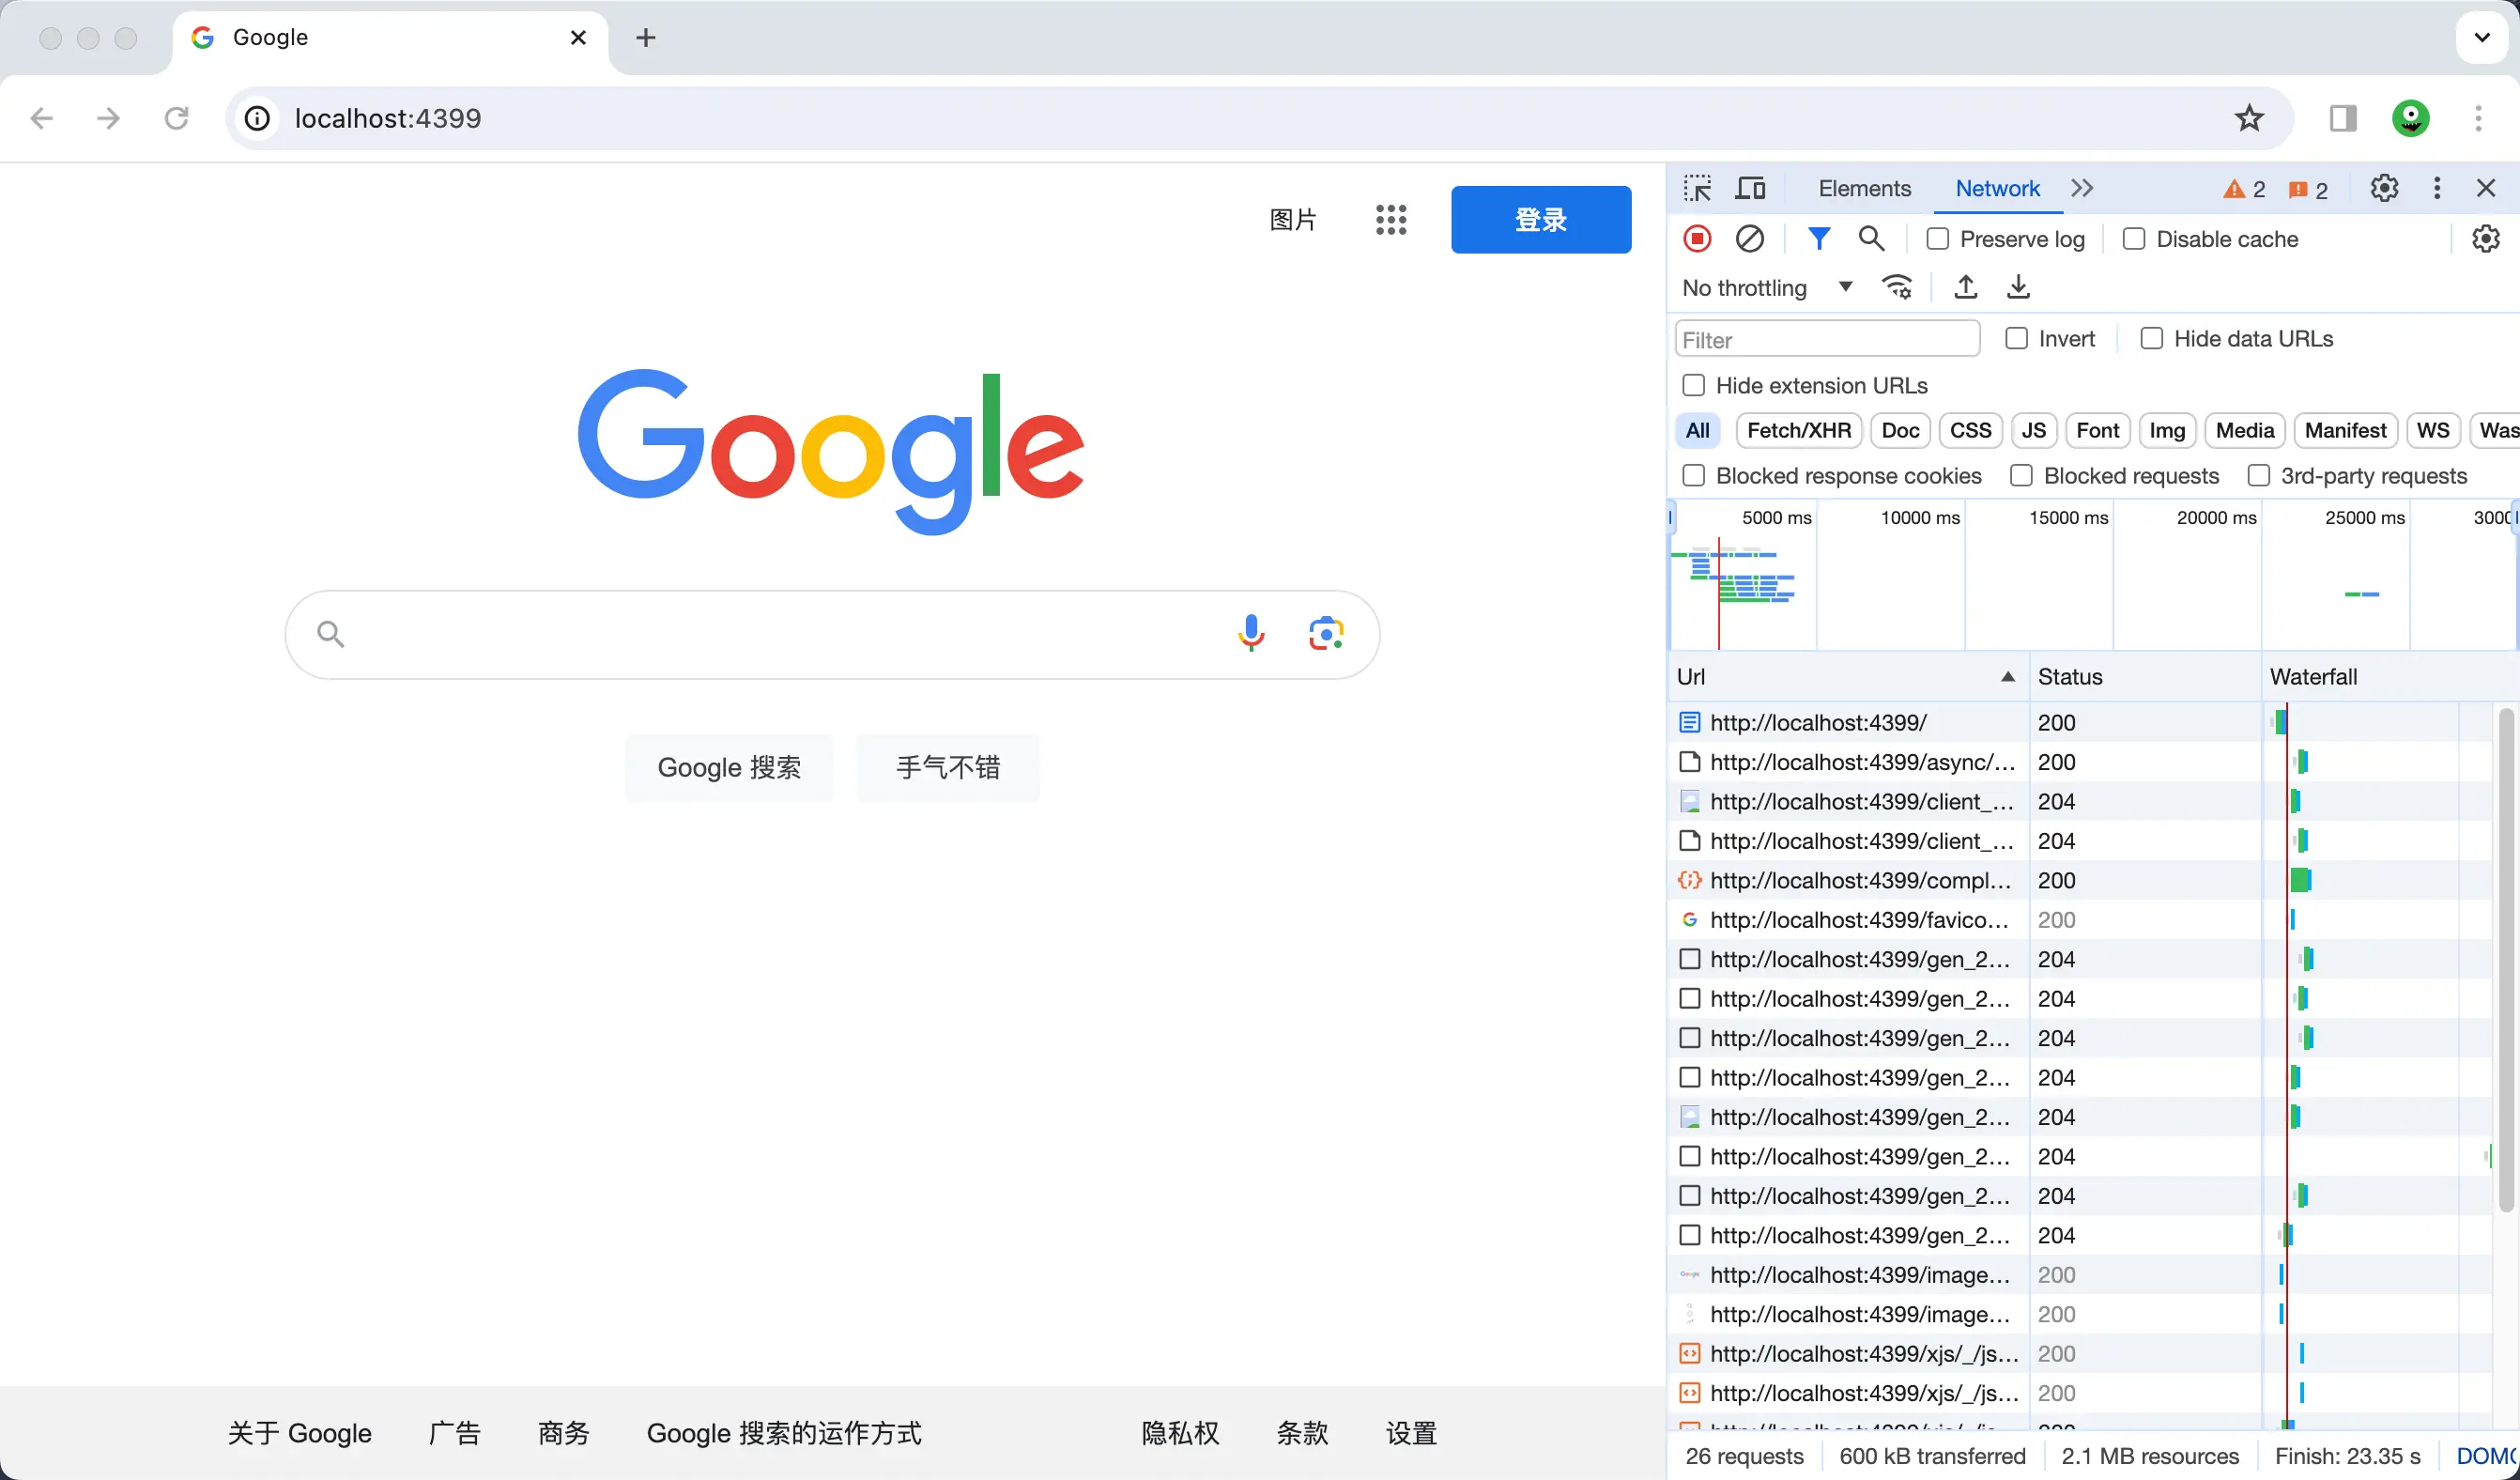 Google
localhost:4399
图片
登录
Google
Google 搜索
手气不错
关于 Google
广告
商务
Google 搜索的运作方式
隐私权
条款
设置
Elements
Network
2
2
Preserve log
Disable cache
No throttling
Filter
Invert
Hide data URLs
Hide extension URLs
All
Fetch/XHR
Doc
CSS
JS
Font
Img
Media
Manifest
WS
Was
Blocked response cookies
Blocked requests
3rd-party requests
5000 ms
10000 ms
15000 ms
20000 ms
25000 ms
3000
Url
Status
Waterfall
http://localhost:4399/ 200
http://localhost:4399/async/… 200
http://localhost:4399/client_… 204
http://localhost:4399/client_… 204
http://localhost:4399/compl… 200
http://localhost:4399/favico… 200
http://localhost:4399/gen_2… 204
http://localhost:4399/gen_2… 204
http://localhost:4399/gen_2… 204
http://localhost:4399/gen_2… 204
http://localhost:4399/gen_2… 204
http://localhost:4399/gen_2… 204
http://localhost:4399/gen_2… 204
http://localhost:4399/gen_2… 204
http://localhost:4399/image… 200
http://localhost:4399/image… 200
http://localhost:4399/xjs/_/js… 200
http://localhost:4399/xjs/_/js… 200
26 requests
600 kB transferred
2.1 MB resources
Finish: 23.35 s
DOMC